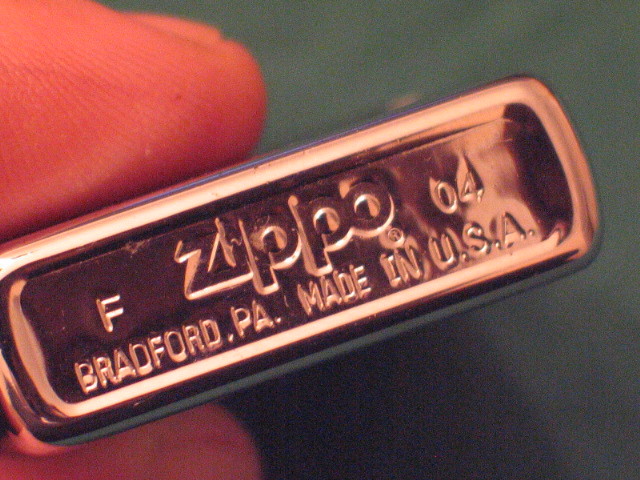 F zippo ® 04
BRADFORD, PA. MADE IN U.S.A.